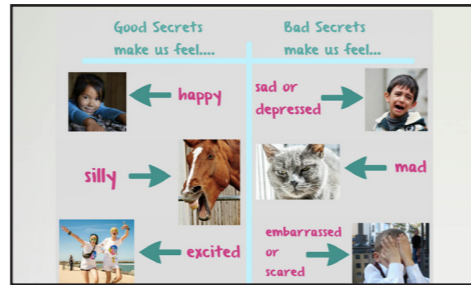 Good Secrets
make us feel....
happy
silly
excited
Bad Secrets
make us feel...
sad or
depressed
mad
embarrassed
or
scared